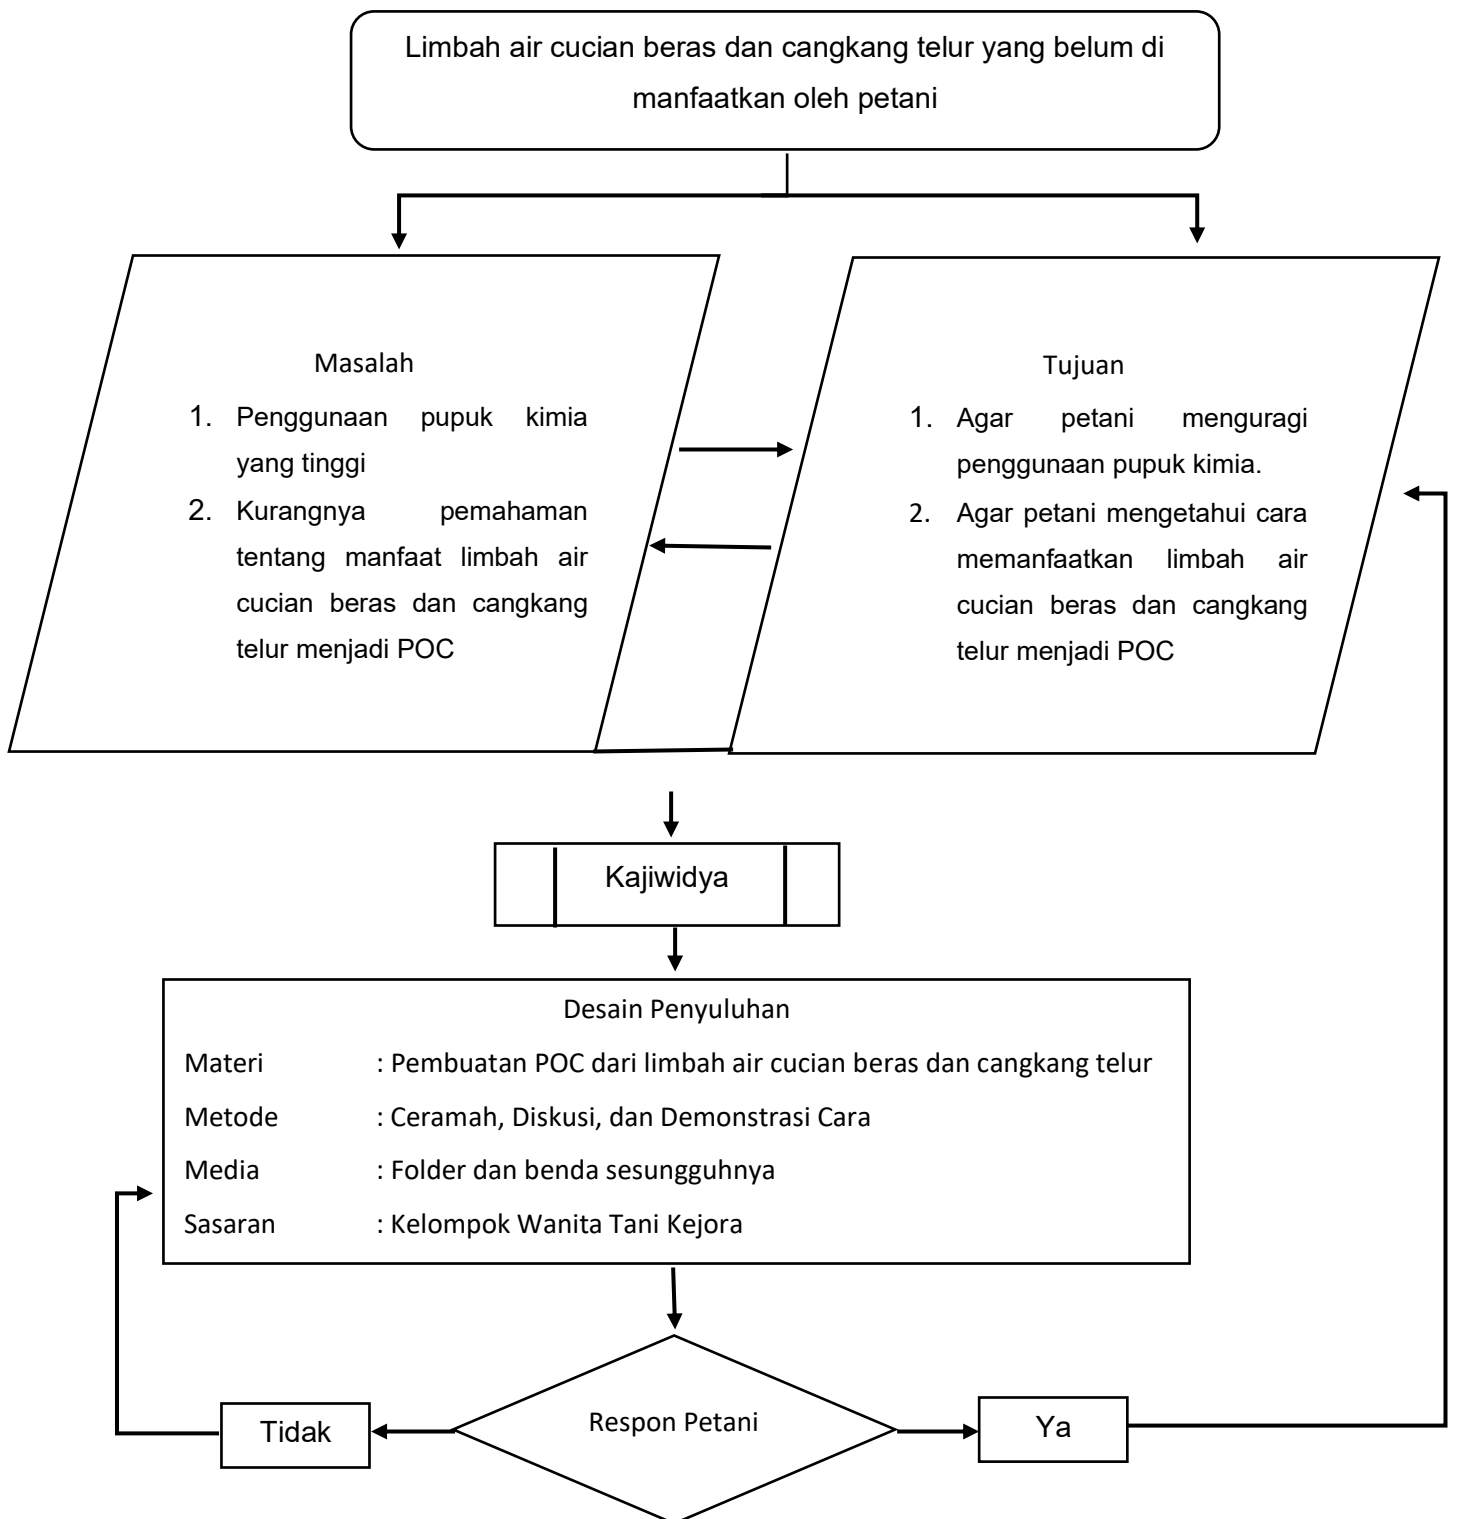 Limbah air cucian beras dan cangkang telur yang belum di
manfaatkan oleh petani
Masalah
1. Penggunaan pupuk kimia
yang tinggi
2. Kurangnya pemahaman
tentang manfaat limbah air
cucian beras dan cangkang
telur menjadi POC
Tujuan
1. Agar petani menguragi
penggunaan pupuk kimia.
2. Agar petani mengetahui cara
memanfaatkan limbah air
cucian beras dan cangkang
telur menjadi POC
Kajiwidya
Desain Penyuluhan
Materi : Pembuatan POC dari limbah air cucian beras dan cangkang telur
Metode : Ceramah, Diskusi, dan Demonstrasi Cara
Media : Folder dan benda sesungguhnya
Sasaran : Kelompok Wanita Tani Kejora
Tidak
Respon Petani
Ya